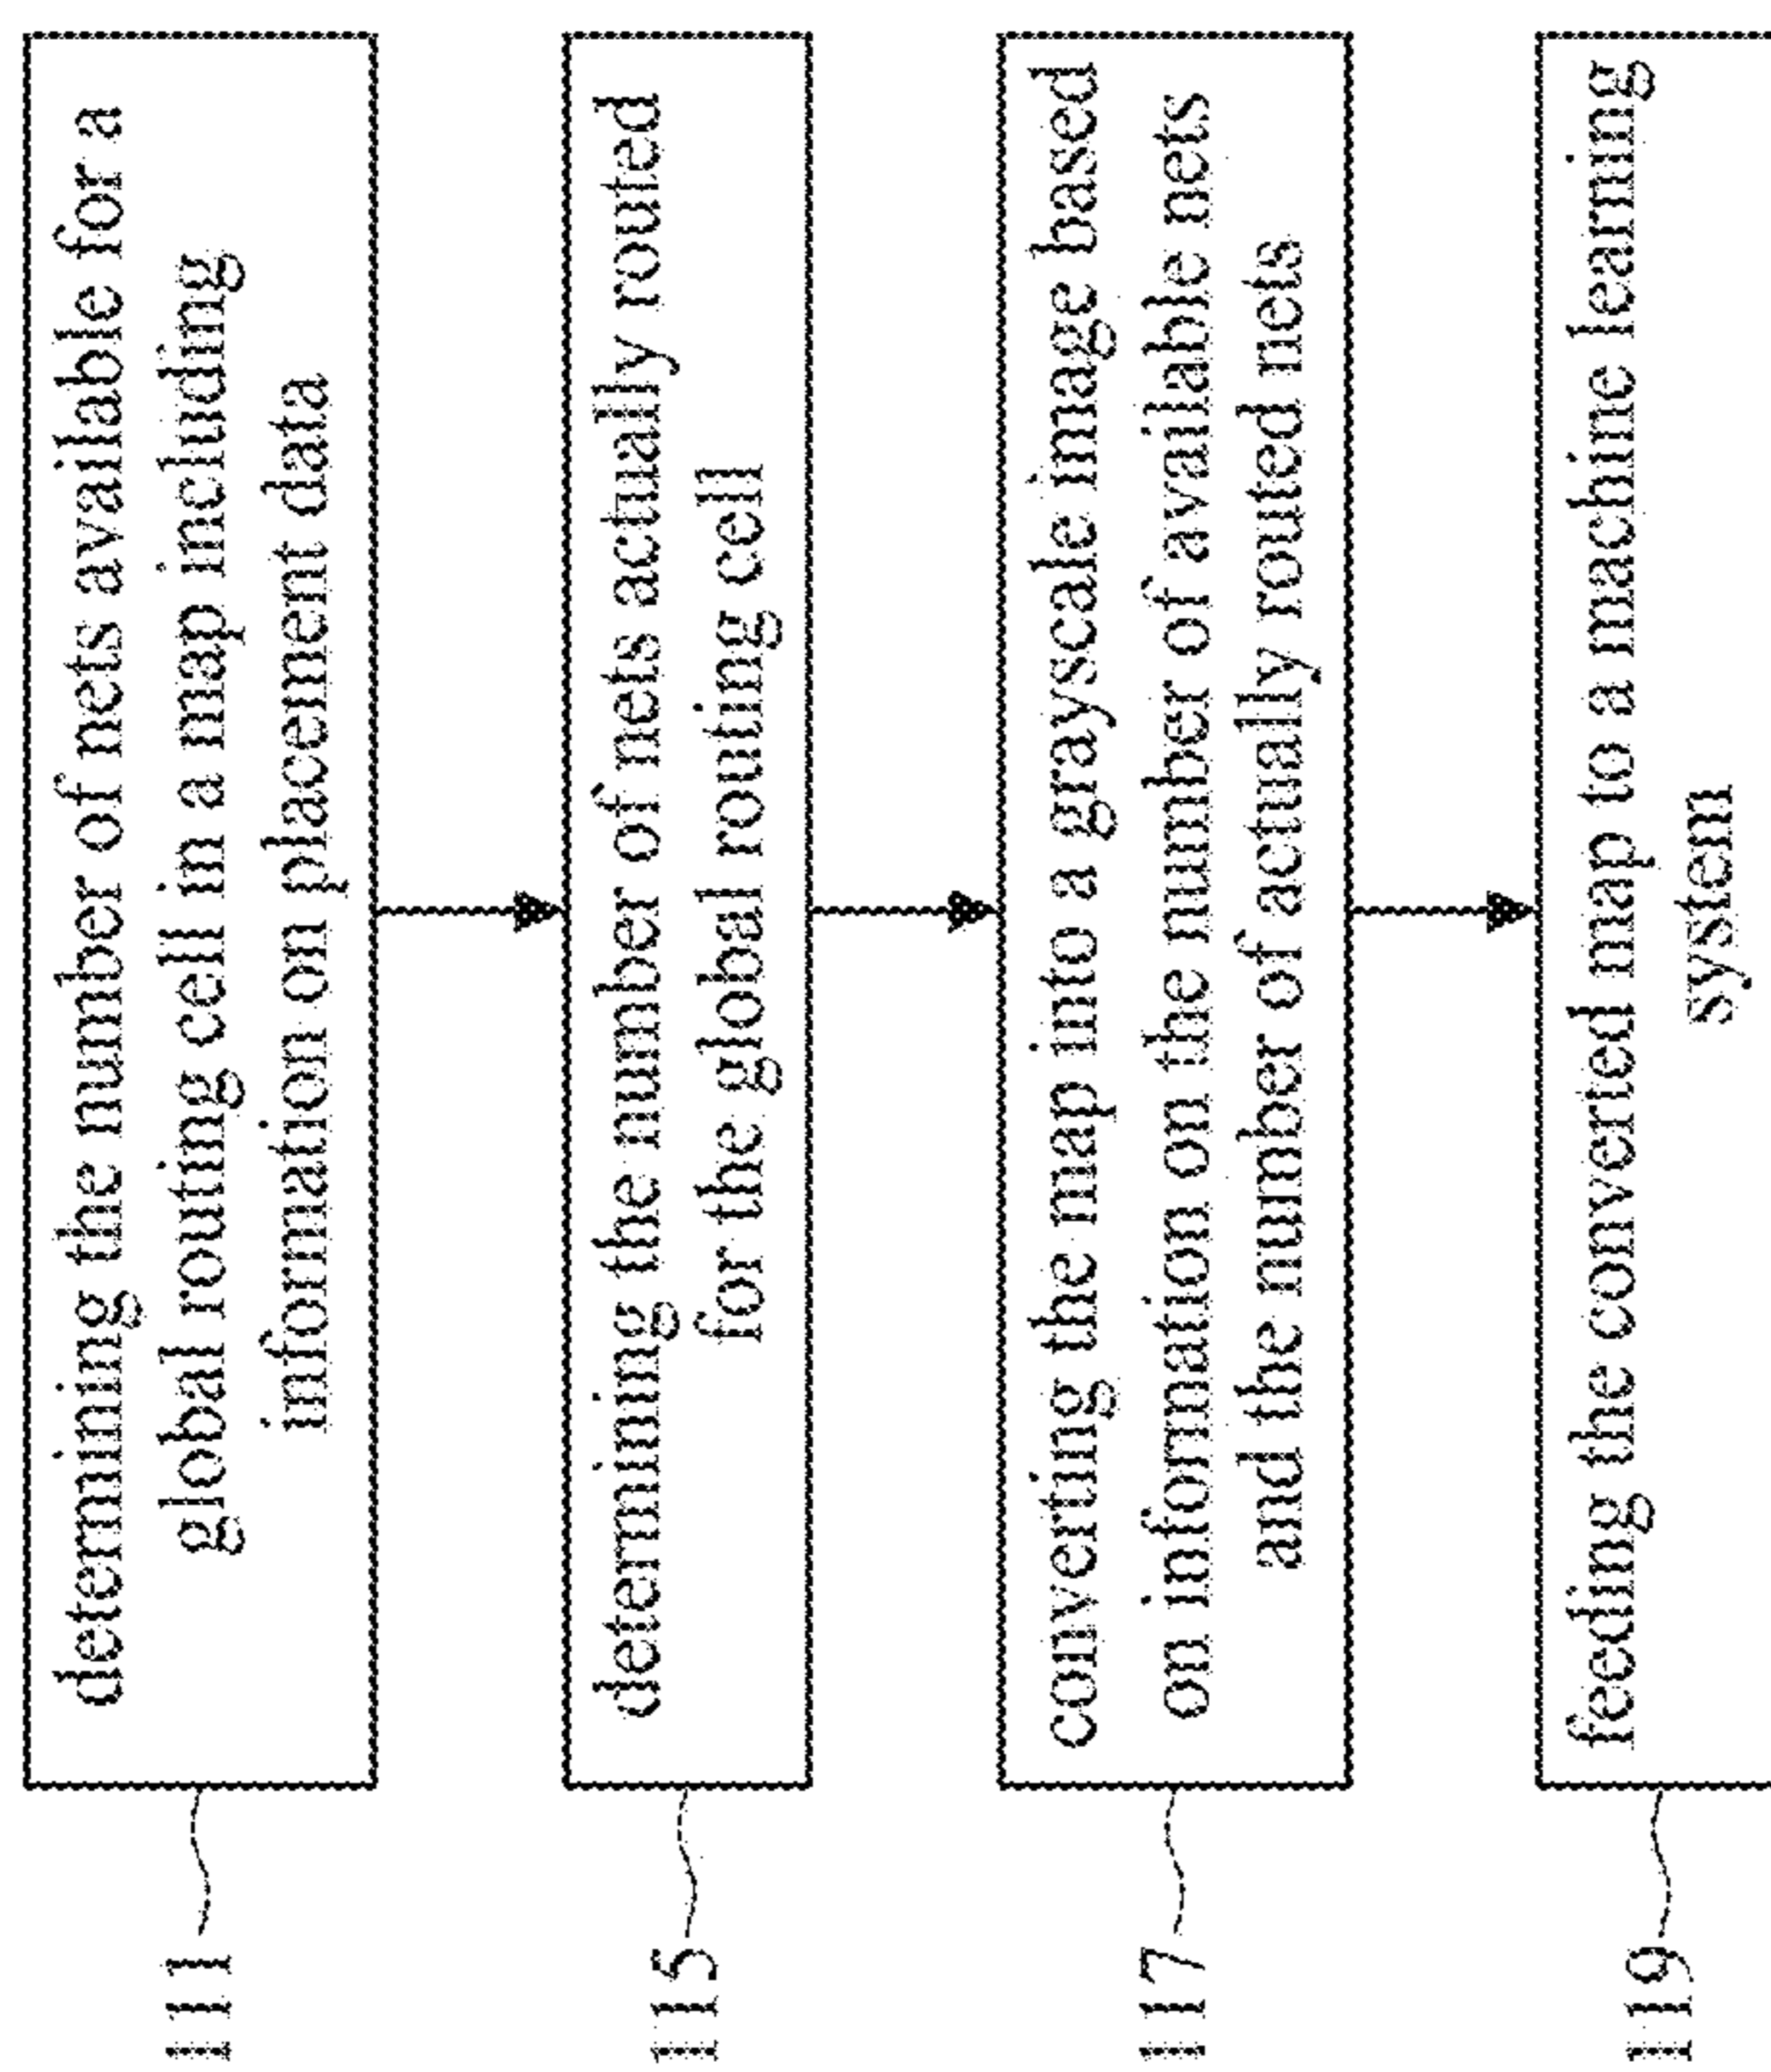 111
determining the number of nets available for a
global routing cell in a map including
information on placement data
115
determining the number of nets actually routed
for the global routing cell
117
converting the map into a grayscale image based
on information on the number of available nets
and the number of actually routed nets
119
feeding the converted map to a machine learning
system